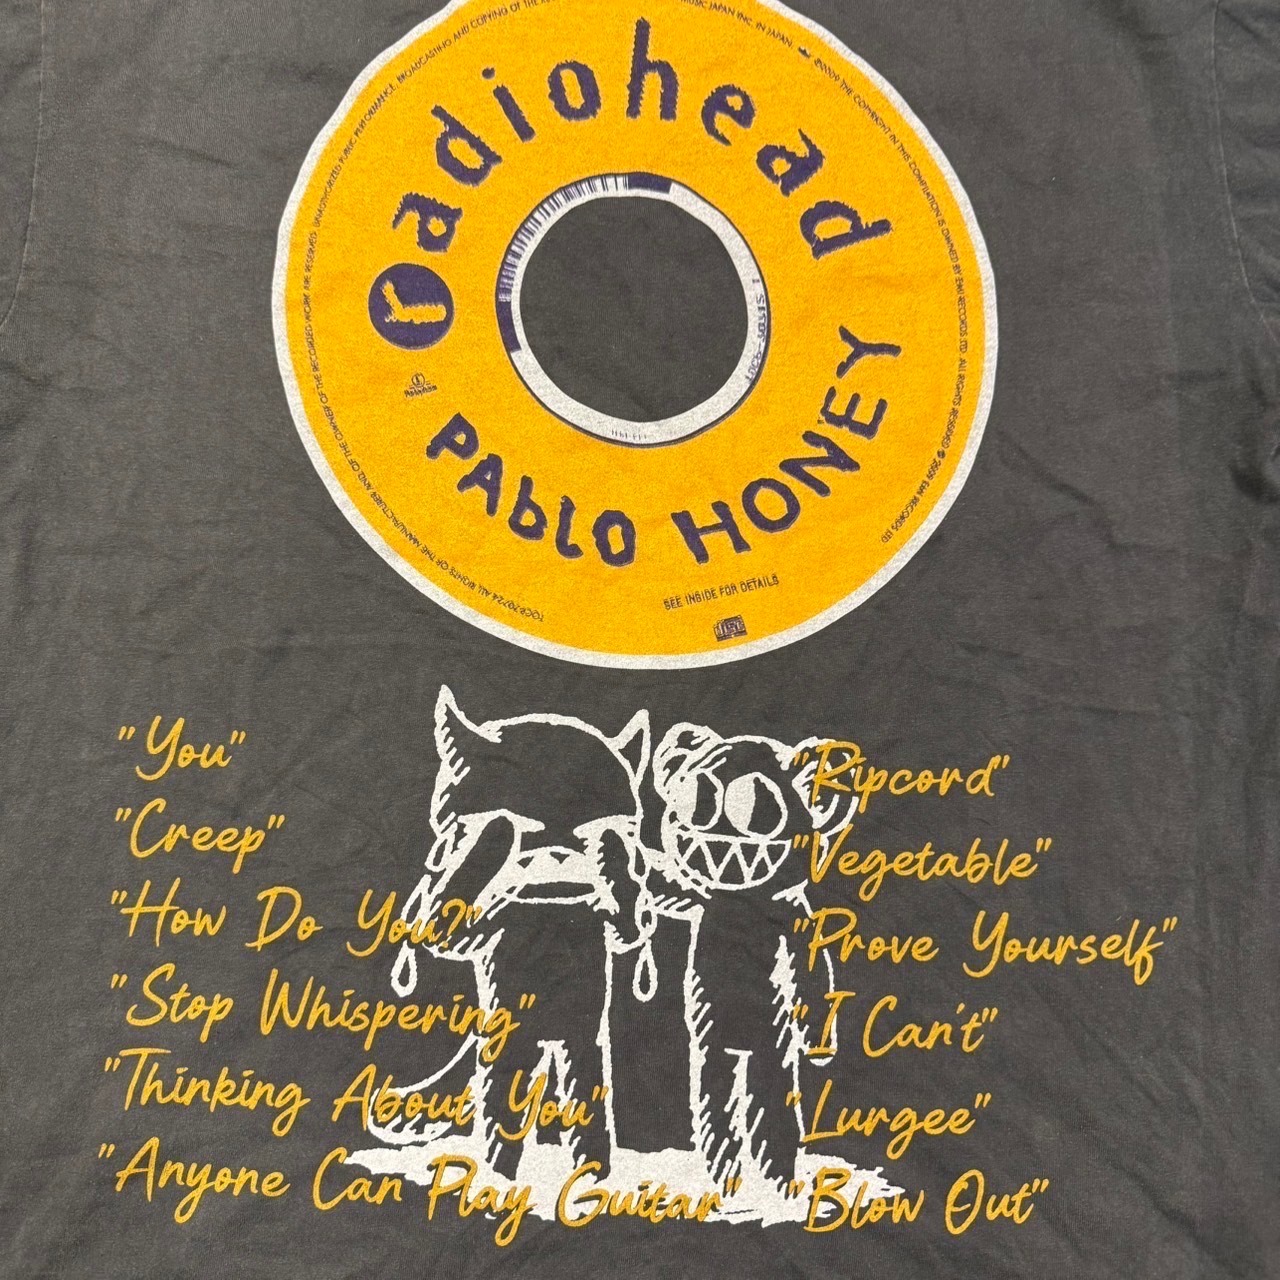 radiohead
PABLO HONEY
SEE INSIDE FOR DETAILS
"You"
"Creep"
"How Do You?"
"Stop Whispering"
"Thinking About You"
"Anyone Can Play Guitar"
"Ripcord"
"Vegetable"
"Prove Yourself"
"I Can't"
"Lurgee"
"Blow Out"